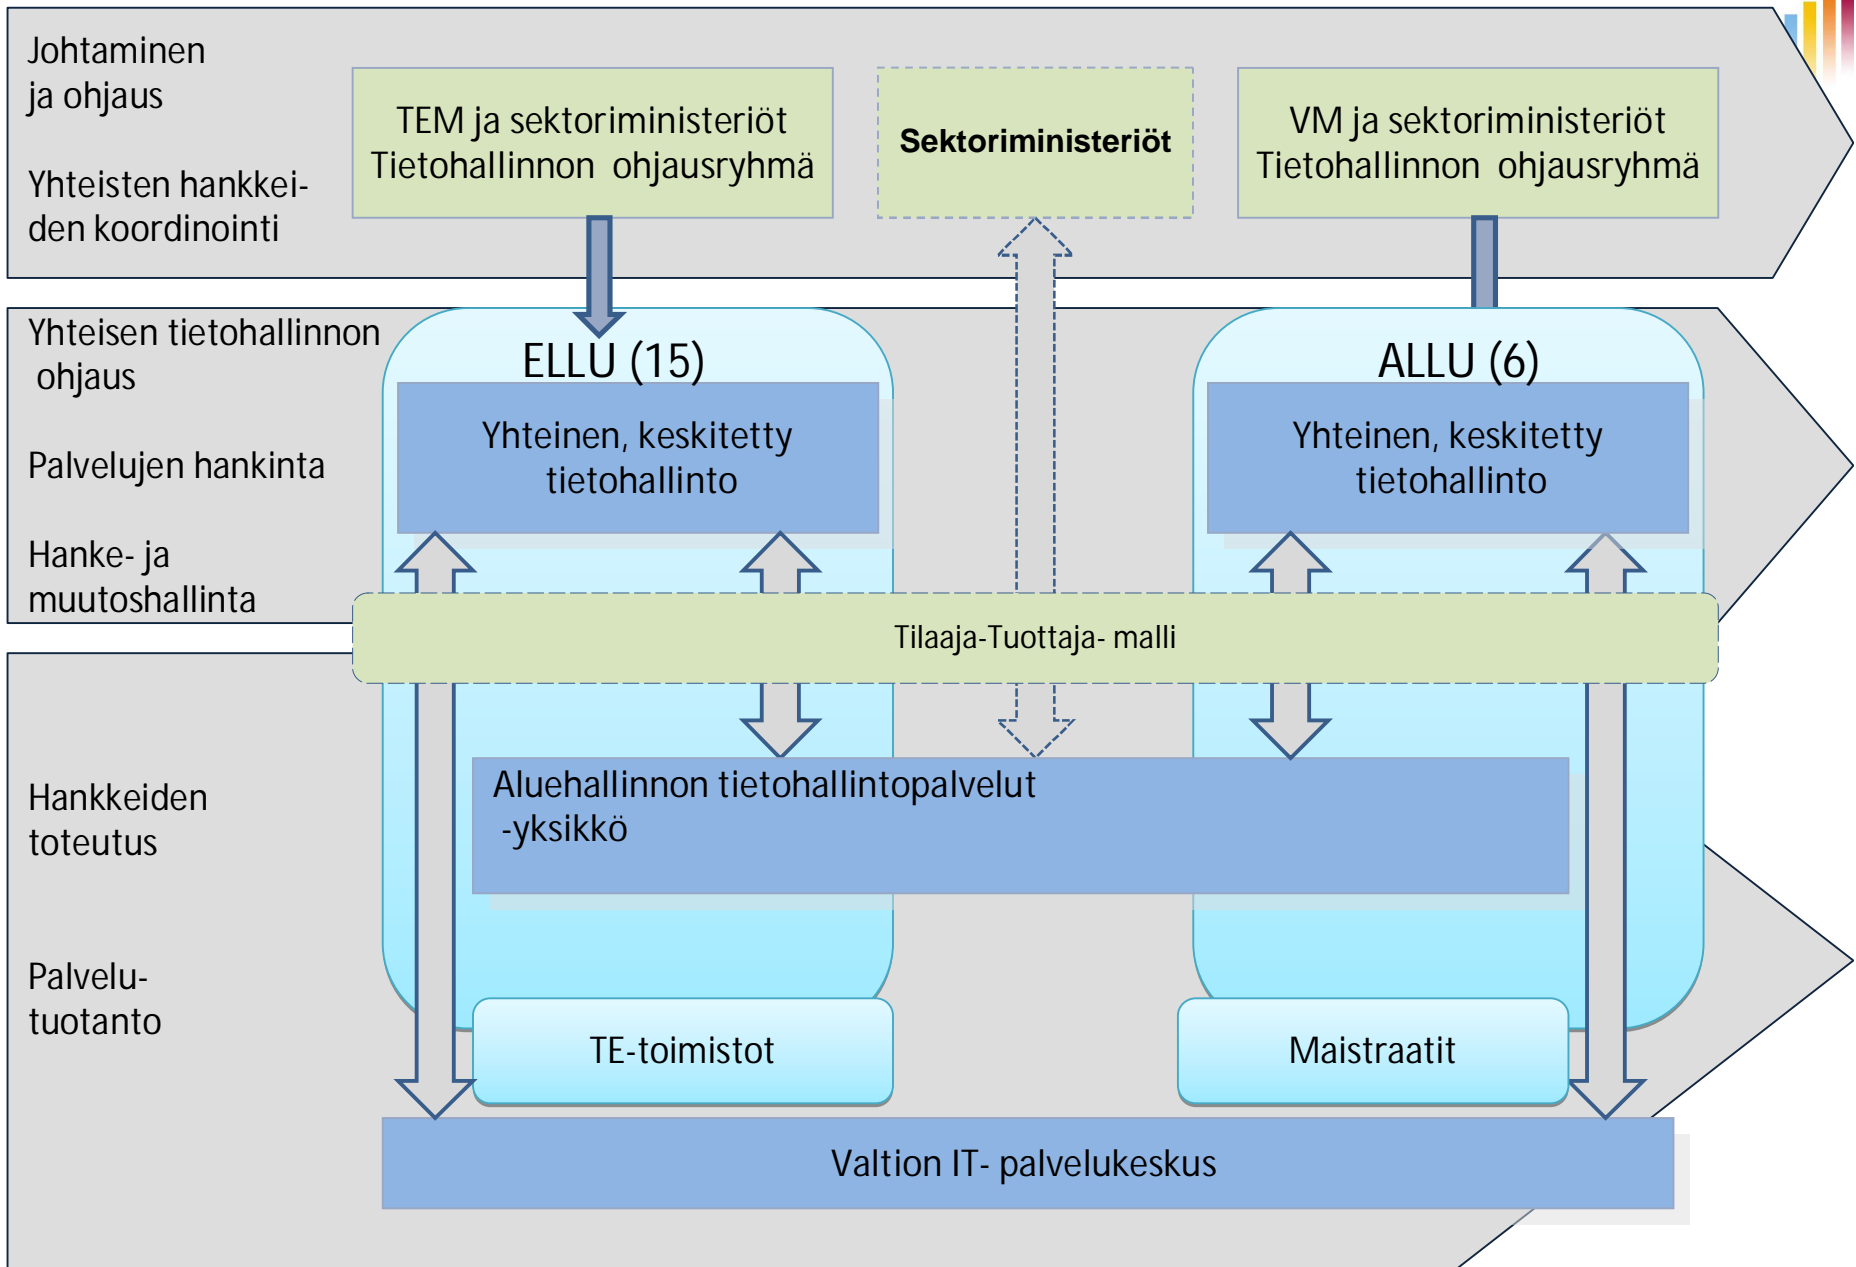 Johtaminen
ja ohjaus
Yhteisten hankkei-
den koordinointi
TEM ja sektoriministeriöt
Tietohallinnon ohjausryhmä
Sektoriministeriöt
VM ja sektoriministeriöt
Tietohallinnon ohjausryhmä
Yhteisen tietohallinnon
ohjaus
Palvelujen hankinta
Hanke- ja
muutoshallinta
ELLU (15)
Yhteinen, keskitetty
tietohallinto
ALLU (6)
Yhteinen, keskitetty
tietohallinto
Tilaaja-Tuottaja- malli
Hankkeiden
toteutus
Palvelu-
tuotanto
Aluehallinnon tietohallintopalvelut
-yksikkö
TE-toimistot
Maistraatit
Valtion IT- palvelukeskus